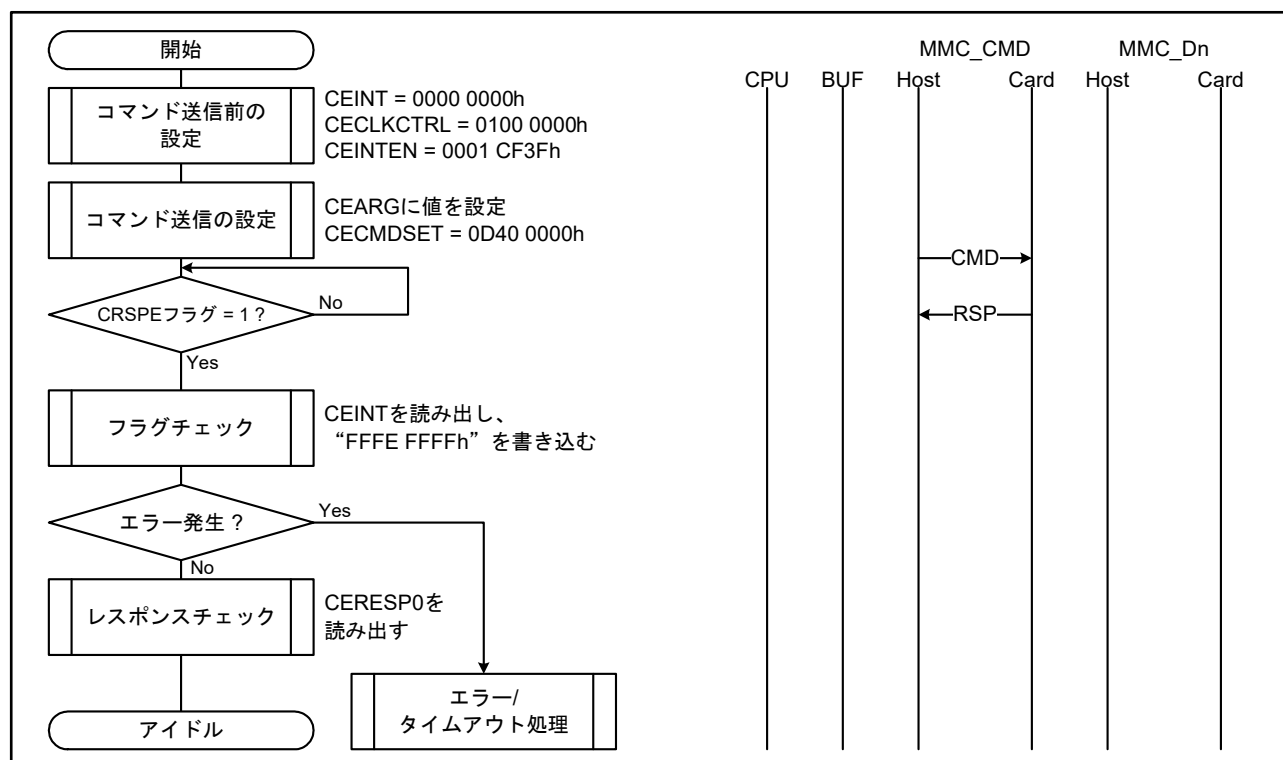 開始
コマンド送信前の
設定
CEINT = 0000 0000h
CECLKCTRL = 0100 0000h
CEINTEN = 0001 CF3Fh
コマンド送信の設定
CEARGに値を設定
CECMDSET = 0D40 0000h
CRSPEフラグ = 1 ?
No
Yes
フラグチェック
CEINTを読み出し、
“FFFE FFFFh”を書き込む
エラー発生 ?
Yes
No
レスポンスチェック
CERESP0を
読み出す
エラー/
タイムアウト処理
アイドル
MMC_CMD MMC_Dn
CPU BUF Host Card Host Card
CMD
RSP